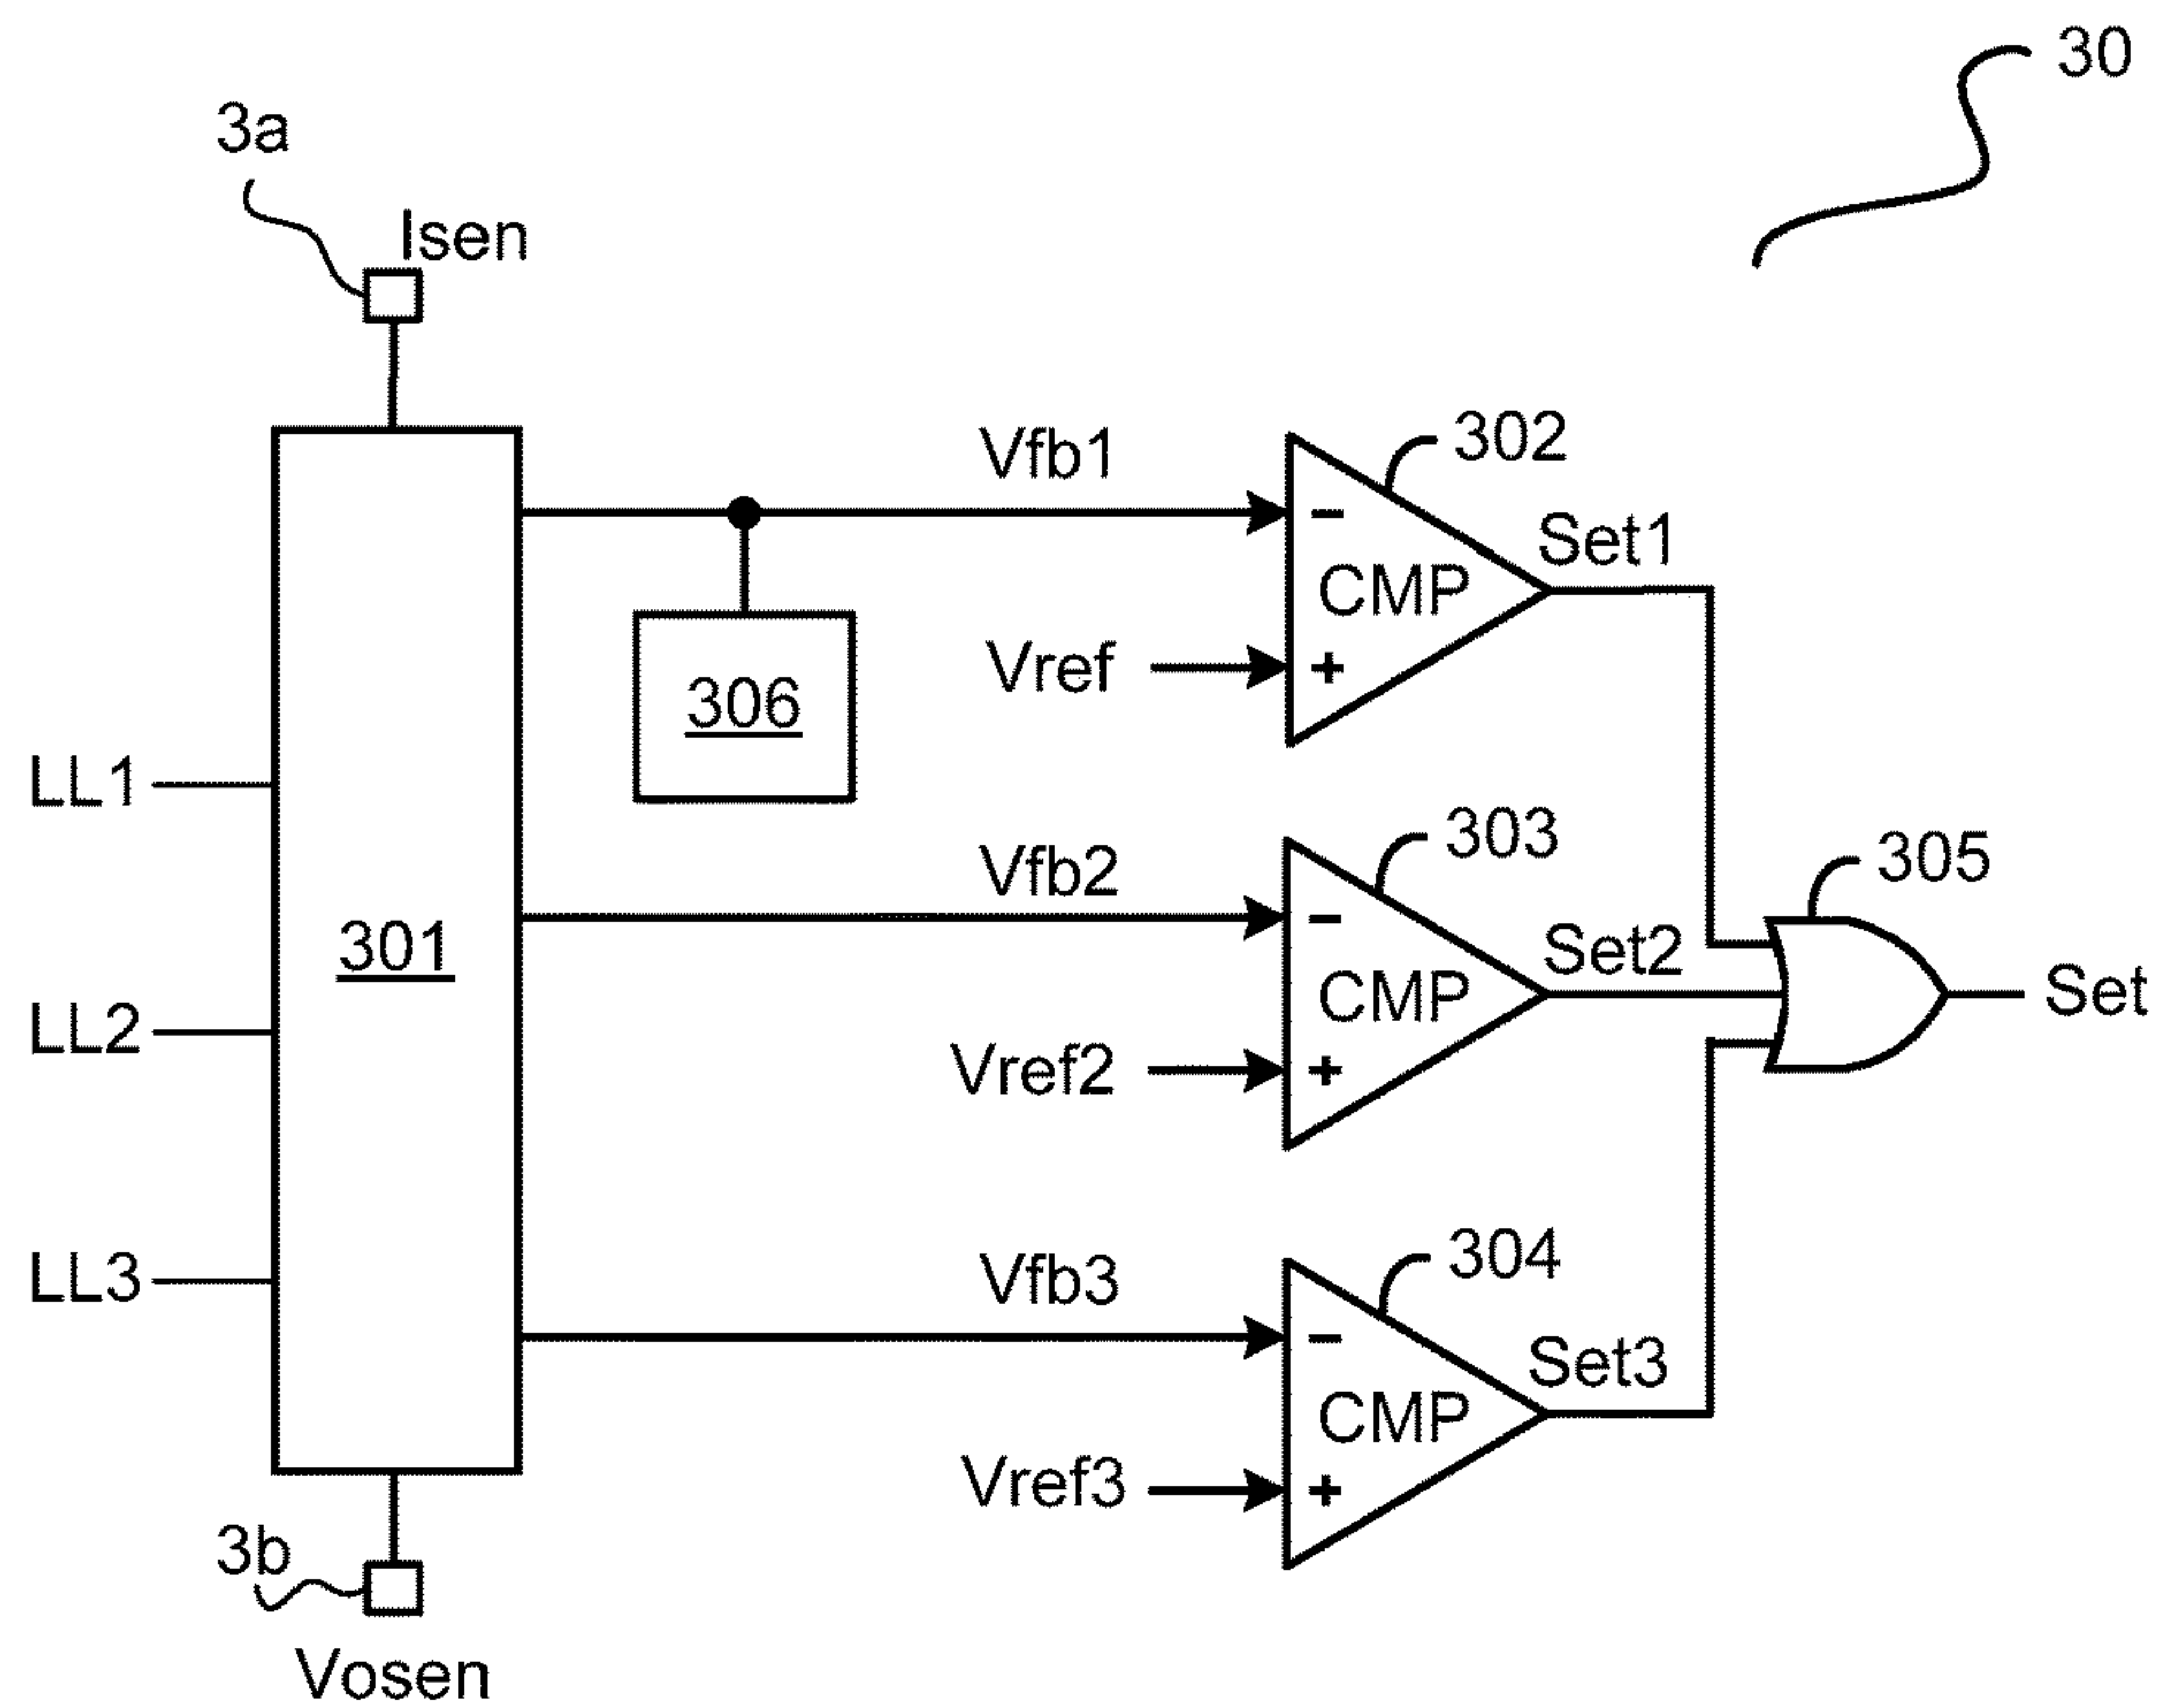 30
3a
Isen
Vfb1
302
Set1
CMP
Vref
306
LL1
303
305
Vfb2
301
Set2
CMP
Set
LL2
Vref2
304
Vfb3
LL3
Set3
CMP
Vref3
3b
Vosen